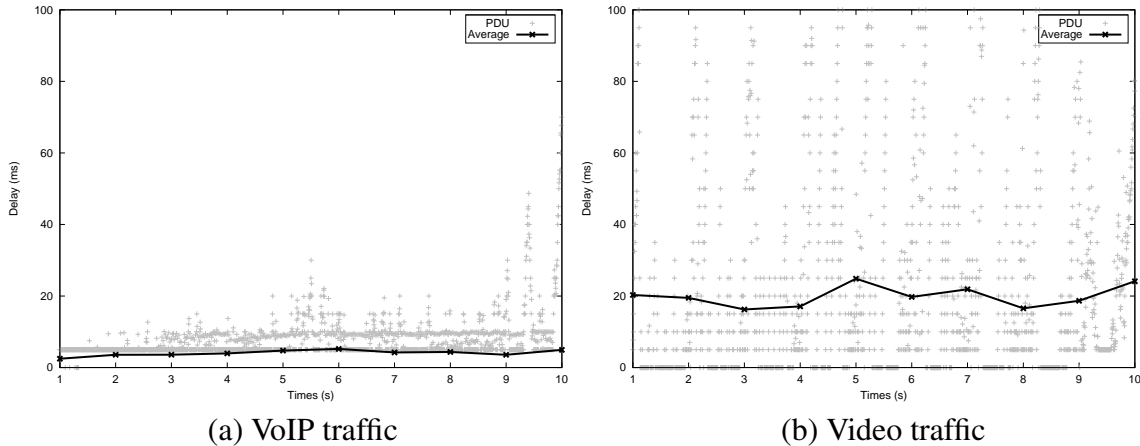 100
80
60
40
20
0
Delay (ms)
1 2 3 4 5 6 7 8 9 10
Times (s)
PDU
Average
(a) VoIP traffic
100
80
60
40
20
0
Delay (ms)
1 2 3 4 5 6 7 8 9 10
Times (s)
PDU
Average
(b) Video traffic